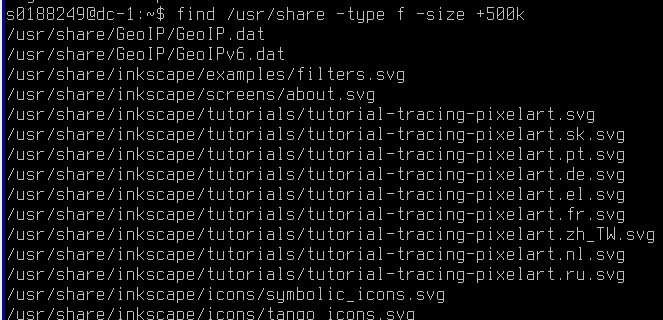 s0188249@dc-1:~$ find /usr/share -type f -size +500k
/usr/share/GeoIP/GeoIP.dat
/usr/share/GeoIP/GeoIPv6.dat
/usr/share/inkscape/examples/filters.svg
/usr/share/inkscape/screens/about.svg
/usr/share/inkscape/tutorials/tutorial-tracing-pixelart.svg
/usr/share/inkscape/tutorials/tutorial-tracing-pixelart.sk.svg
/usr/share/inkscape/tutorials/tutorial-tracing-pixelart.pt.svg
/usr/share/inkscape/tutorials/tutorial-tracing-pixelart.de.svg
/usr/share/inkscape/tutorials/tutorial-tracing-pixelart.el.svg
/usr/share/inkscape/tutorials/tutorial-tracing-pixelart.fr.svg
/usr/share/inkscape/tutorials/tutorial-tracing-pixelart.zh_TW.svg
/usr/share/inkscape/tutorials/tutorial-tracing-pixelart.nl.svg
/usr/share/inkscape/tutorials/tutorial-tracing-pixelart.ru.svg
/usr/share/inkscape/icons/symbolic_icons.svg
/usr/share/inkscape/icons/tango_icons.svg